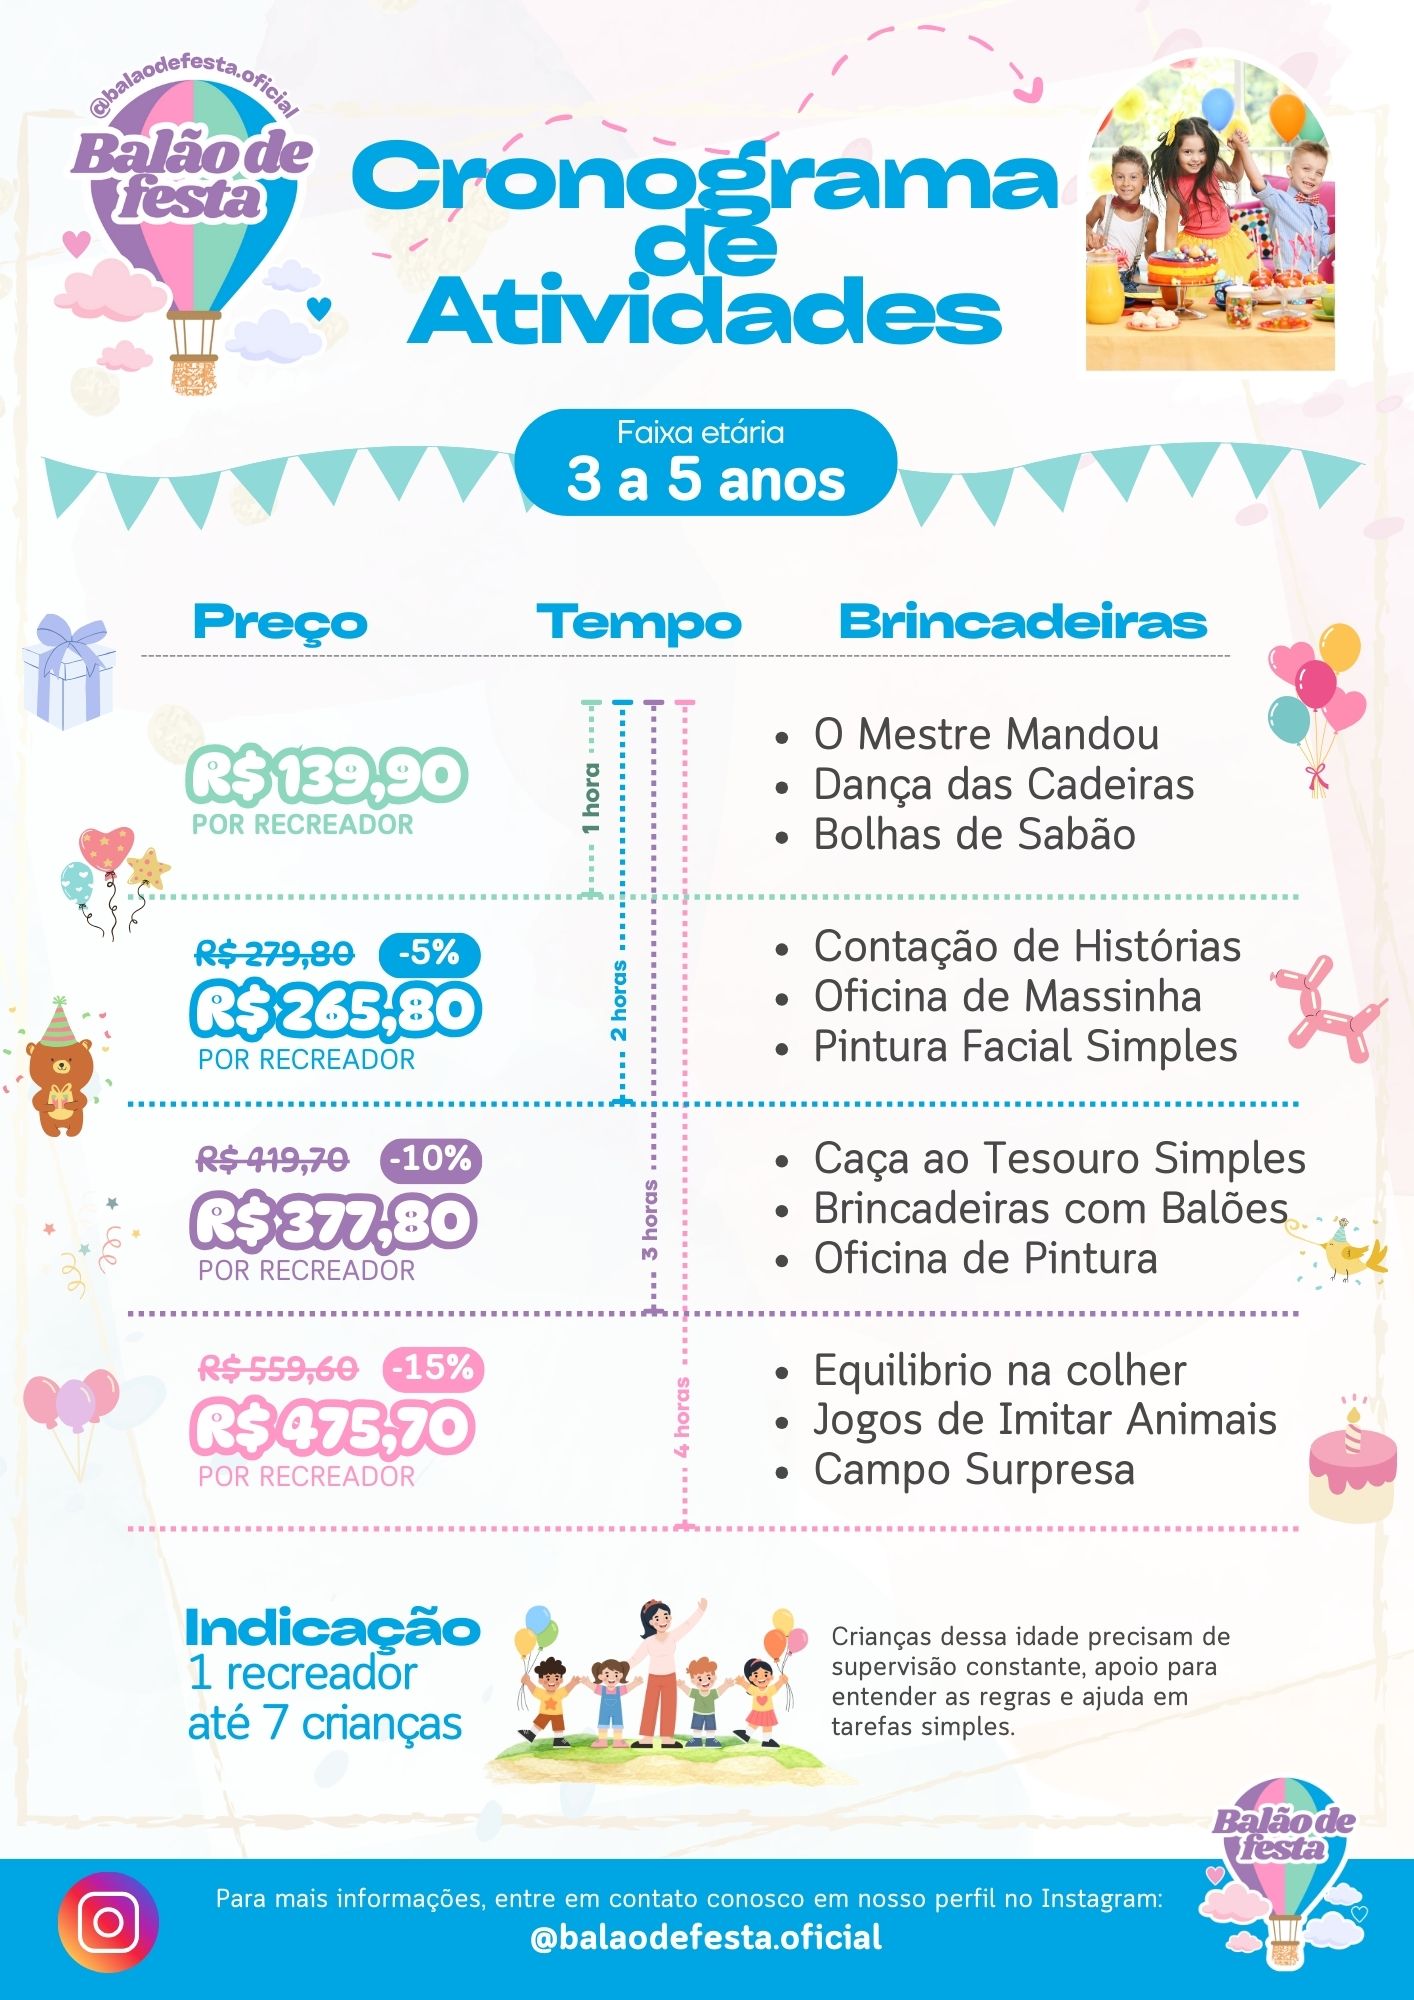 @balaodefesta.oficial
Balão de
festa
Cronograma
de
Atividades
Faixa etária
3 a 5 anos
Preço
Tempo
Brincadeiras
R$ 139,90
POR RECREADOR
1 hora
• O Mestre Mandou
• Dança das Cadeiras
• Bolhas de Sabão
R$ 279,80 -5%
R$ 265,80
POR RECREADOR
2 horas
• Contação de Histórias
• Oficina de Massinha
• Pintura Facial Simples
R$ 419,70 -10%
R$ 377,80
POR RECREADOR
3 horas
• Caça ao Tesouro Simples
• Brincadeiras com Balões
• Oficina de Pintura
R$ 559,60 -15%
R$ 475,70
POR RECREADOR
4 horas
• Equilibrio na colher
• Jogos de Imitar Animais
• Campo Surpresa
Indicação
1 recreador
até 7 crianças
Crianças dessa idade precisam de
supervisão constante, apoio para
entender as regras e ajuda em
tarefas simples.
Balão de
festa
Para mais informações, entre em contato conosco em nosso perfil no Instagram:
@balaodefesta.oficial